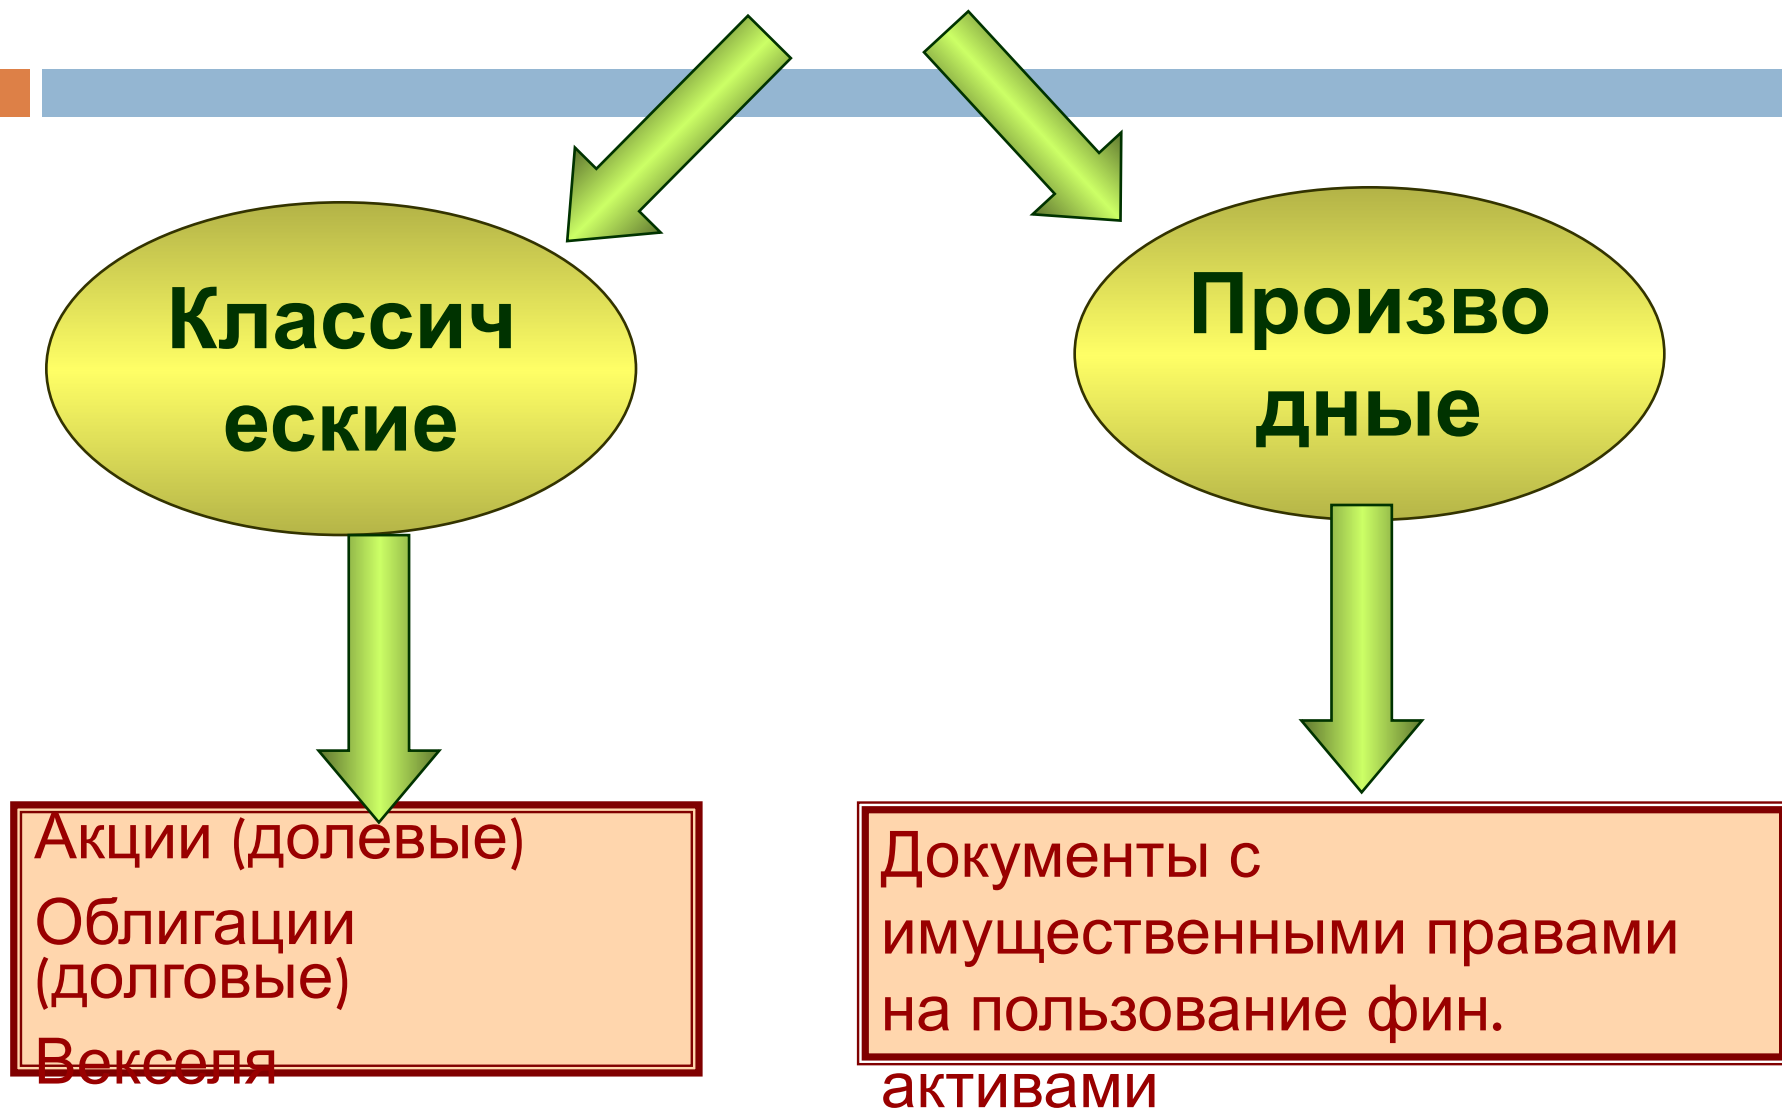 Классич
еские
Произво
дные
Акции (долевые)
Облигации
(долговые)
Векселя
Документы с
имущественными правами
на пользование фин.
активами